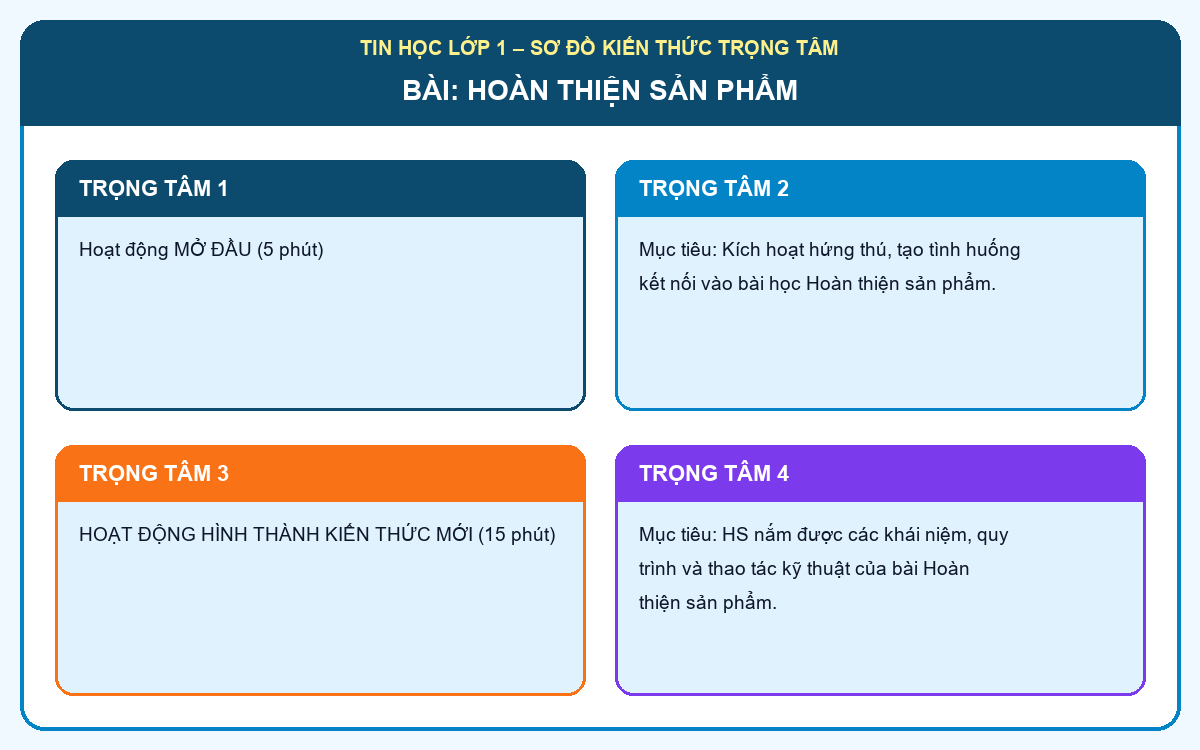 TIN HỌC LỚP 1 – SƠ ĐỒ KIẾN THỨC TRỌNG TÂM
BÀI: HOÀN THIỆN SẢN PHẨM
TRỌNG TÂM 1
Hoạt động MỞ ĐẦU (5 phút)
TRỌNG TÂM 2
Mục tiêu: Kích hoạt hứng thú, tạo tình huống
kết nối vào bài học Hoàn thiện sản phẩm.
TRỌNG TÂM 3
HOẠT ĐỘNG HÌNH THÀNH KIẾN THỨC MỚI (15 phút)
TRỌNG TÂM 4
Mục tiêu: HS nắm được các khái niệm, quy
trình và thao tác kỹ thuật của bài Hoàn
thiện sản phẩm.